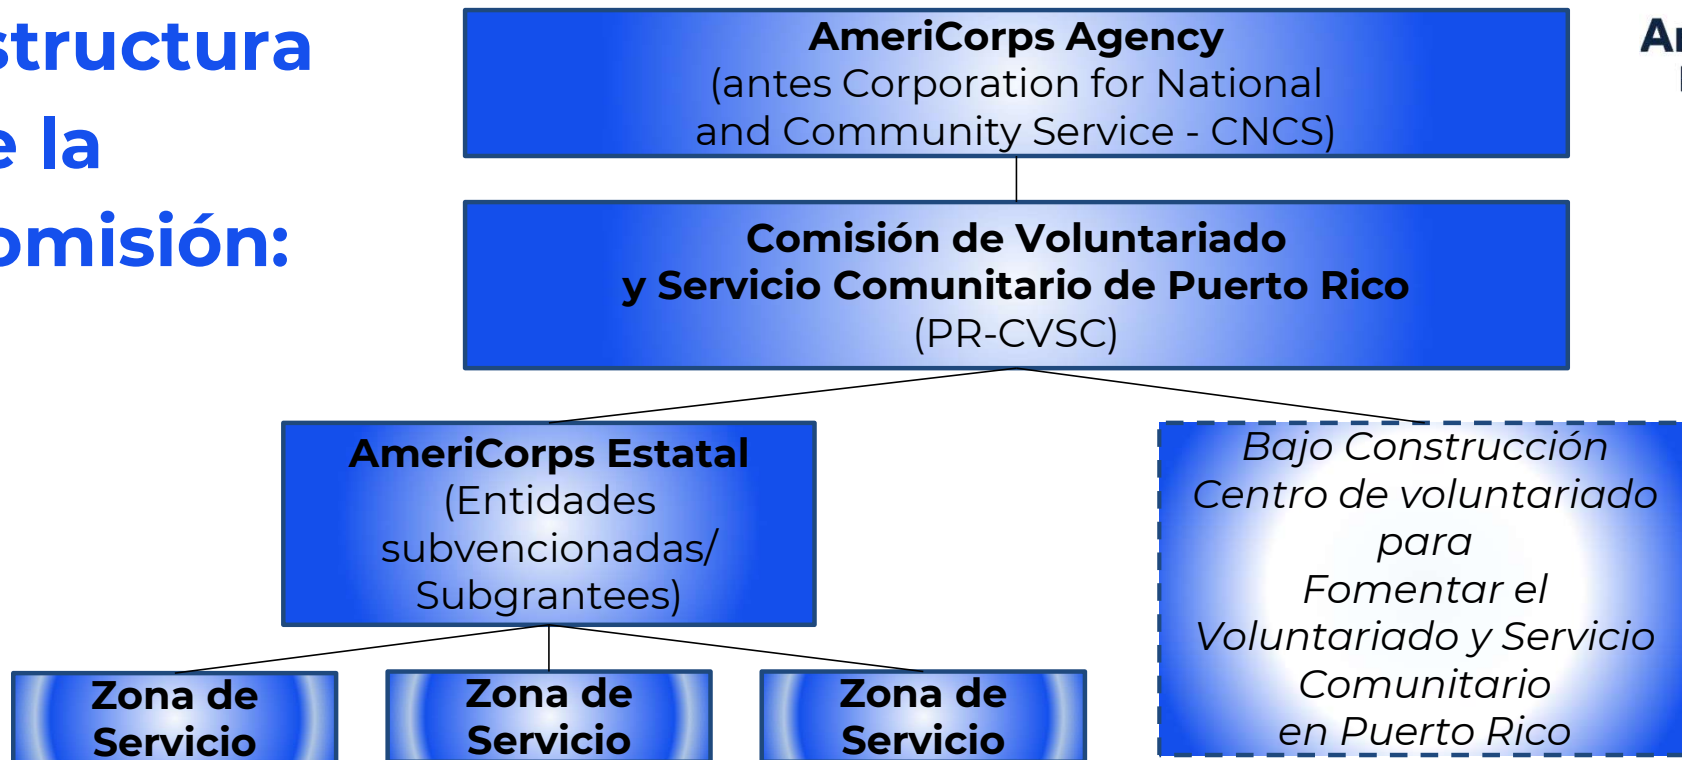 structura
e la
omisión:
AmeriCorps Agency
(antes Corporation for National
and Community Service - CNCS)
Comisión de Voluntariado
y Servicio Comunitario de Puerto Rico
(PR-CVSC)
AmeriCorps Estatal
(Entidades
subvencionadas/
Subgrantees)
Bajo Construcción
Centro de voluntariado
para
Fomentar el
Voluntariado y Servicio
Comunitario
en Puerto Rico
Zona de
Servicio
Zona de
Servicio
Zona de
Servicio